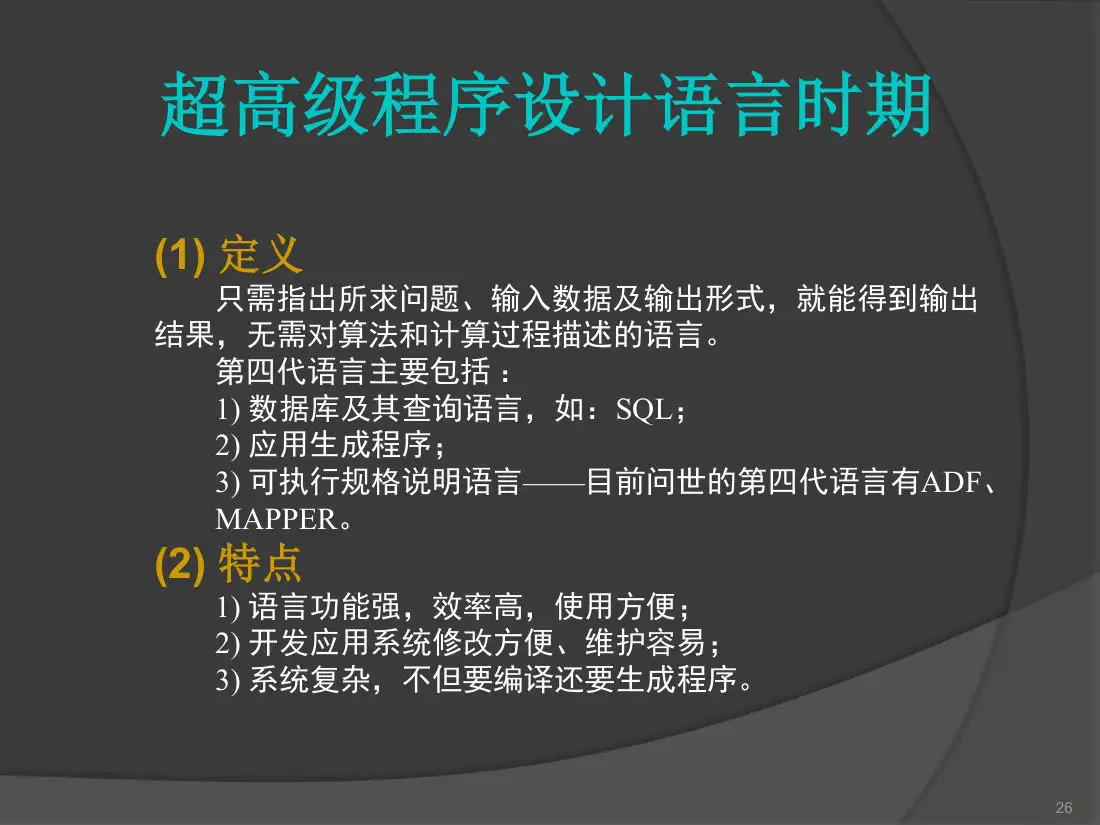 超高级程序设计语言时期
(1) 定义
只需指出所求问题、输入数据及输出形式，就能得到输出
结果，无需对算法和计算过程描述的语言。
第四代语言主要包括 ：
1) 数据库及其查询语言，如：SQL；
2) 应用生成程序；
3) 可执行规格说明语言——目前问世的第四代语言有ADF、
MAPPER。
(2) 特点
1) 语言功能强，效率高，使用方便；
2) 开发应用系统修改方便、维护容易；
3) 系统复杂，不但要编译还要生成程序。
26